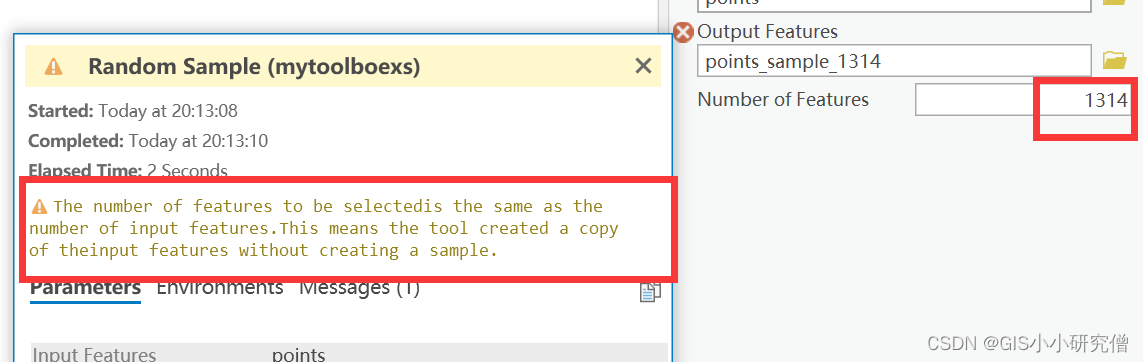 Random Sample (mytoolboexs)
Started: Today at 20:13:08
Completed: Today at 20:13:10
Elapsed Time: 2 Seconds
The number of features to be selectedis the same as the
number of input features.This means the tool created a copy
of theinput features without creating a sample.
Parameters Environments Messages (1)
Input Features points
points
Output Features
points_sample_1314
Number of Features 1314
CSDN @GIS小小研究僧